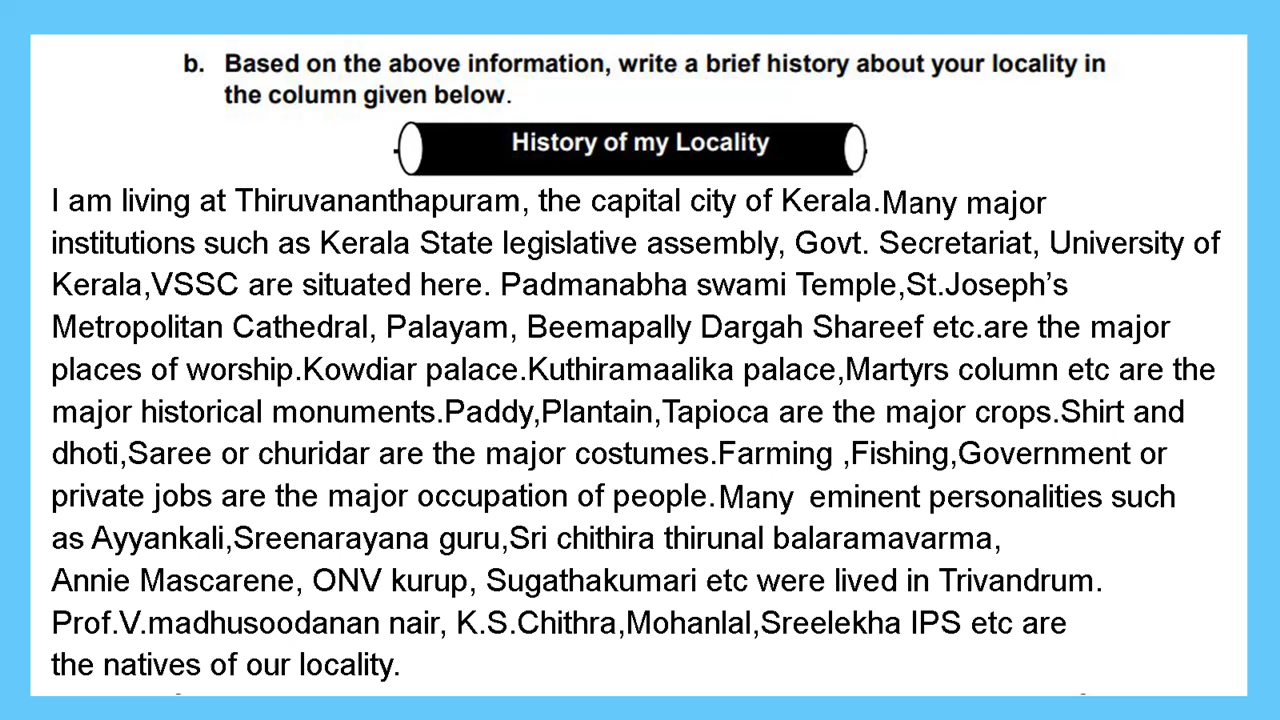 b. Based on the above information, write a brief history about your locality in
the column given below.
History of my Locality
I am living at Thiruvananthapuram, the capital city of Kerala.Many major
institutions such as Kerala State legislative assembly, Govt. Secretariat, University of
Kerala,VSSC are situated here. Padmanabha swami Temple,St.Joseph’s
Metropolitan Cathedral, Palayam, Beemapally Dargah Shareef etc.are the major
places of worship.Kowdiar palace.Kuthiramaalika palace,Martyrs column etc are the
major historical monuments.Paddy,Plantain,Tapioca are the major crops.Shirt and
dhoti,Saree or churidar are the major costumes.Farming ,Fishing,Government or
private jobs are the major occupation of people.Many eminent personalities such
as Ayyankali,Sreenarayana guru,Sri chithira thirunal balaramavarma,
Annie Mascarene, ONV kurup, Sugathakumari etc were lived in Trivandrum.
Prof.V.madhusoodanan nair, K.S.Chithra,Mohanlal,Sreelekha IPS etc are
the natives of our locality.